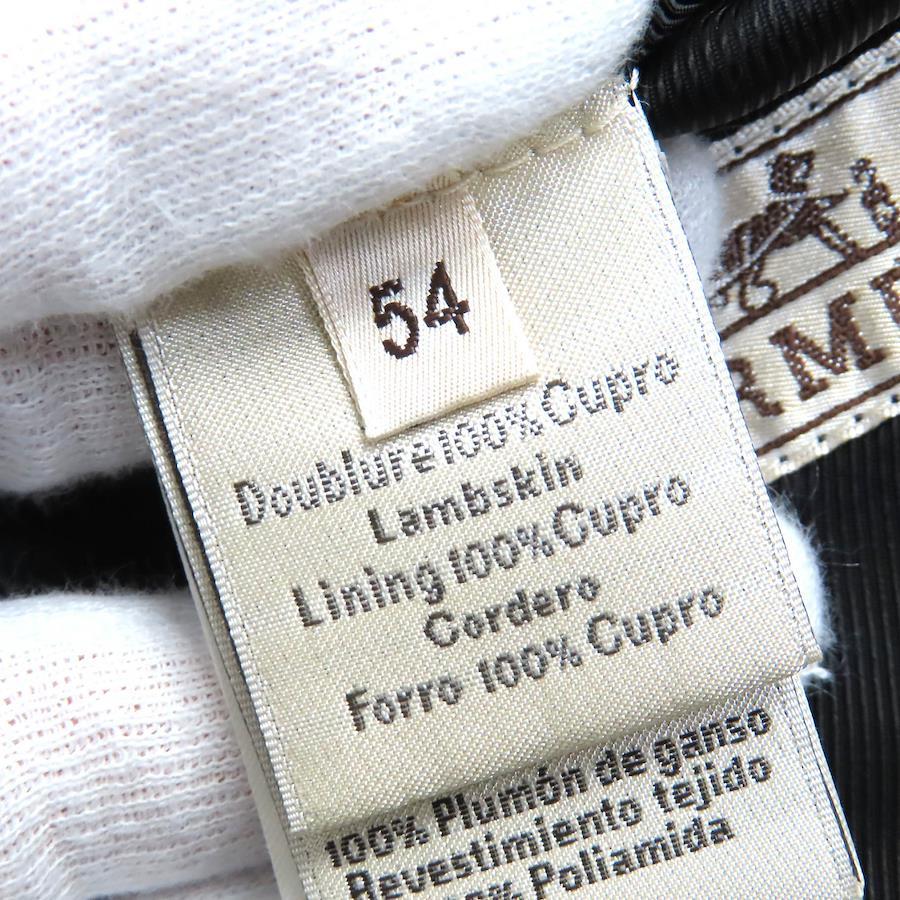 54
Doublure 100% Cupro
Lambskin
Lining 100% Cupro
Cordero
Forro 100% Cupro
100% Plumón de ganso
Revestimiento tejido
Poliamida
RME